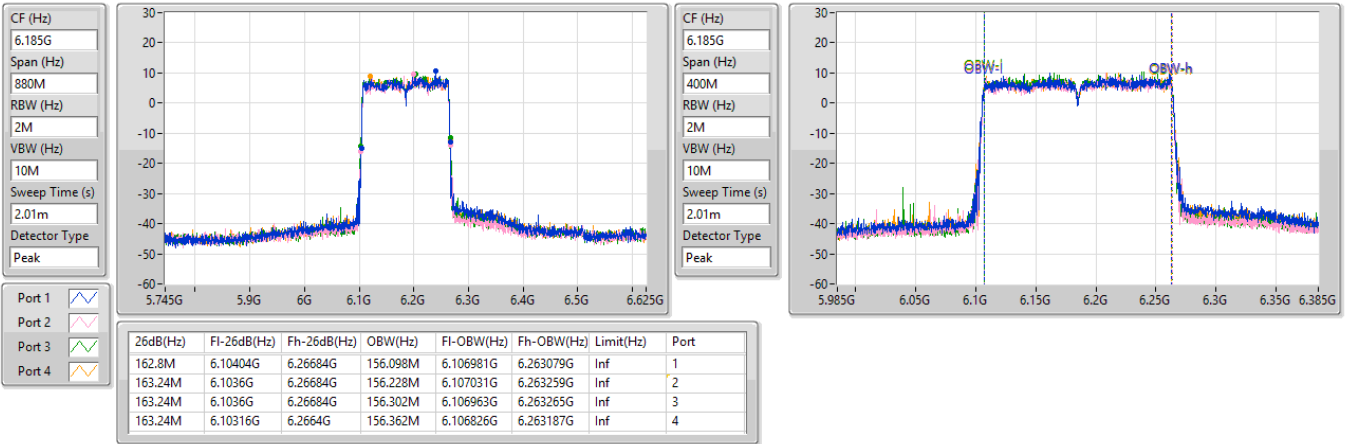 CF (Hz)
6.185G
Span (Hz)
880M
RBW (Hz)
2M
VBW (Hz)
10M
Sweep Time (s)
2.01m
Detector Type
Peak
30
20
10
0
-10
-20
-30
-40
-50
-60
5.745G 5.9G 6G 6.1G 6.2G 6.3G 6.4G 6.5G 6.625G
CF (Hz)
6.185G
Span (Hz)
400M
RBW (Hz)
2M
VBW (Hz)
10M
Sweep Time (s)
2.01m
Detector Type
Peak
30
20
10
0
-10
-20
-30
-40
-50
-60
OBW-l OBW-h
5.985G 6.05G 6.1G 6.15G 6.2G 6.25G 6.3G 6.35G 6.385G
Port 1
Port 2
Port 3
Port 4
26dB(Hz) Fl-26dB(Hz) Fh-26dB(Hz) OBW(Hz) Fl-OBW(Hz) Fh-OBW(Hz) Limit(Hz) Port
162.8M 6.10404G 6.26684G 156.098M 6.106981G 6.263079G Inf 1
163.24M 6.1036G 6.26684G 156.228M 6.107031G 6.263259G Inf 2
163.24M 6.1036G 6.26684G 156.302M 6.106963G 6.263265G Inf 3
163.24M 6.10316G 6.2664G 156.362M 6.106826G 6.263187G Inf 4